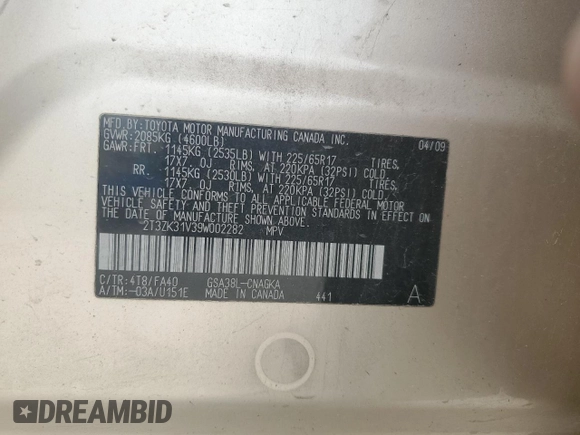 MFD.BY:TOYOTA MOTOR MANUFACTURING CANADA INC.
04/09
GVWR:2085KG (4600LB)
GAWR:FRT. 1145KG (2535LB) WITH 225/65R17 TIRES,
17X7.0J RIMS, AT 220KPA (32PSI) COLD.
RR. 1145KG (2530LB) WITH 225/65R17 TIRES,
17X7.0J RIMS, AT 220KPA (32PSI) COLD.
THIS VEHICLE CONFORMS TO ALL APPLICABLE FEDERAL MOTOR
VEHICLE SAFETY STANDARDS IN EFFECT ON THE DATE OF
MANUFACTURE SHOWN ABOVE.
2T3ZK31V39W002282 MPV
C/TR:4T8/FA40 GSA38L-CNAGKA
A/TM:-03A/U151E MADE IN CANADA 441 A
DREAMBID